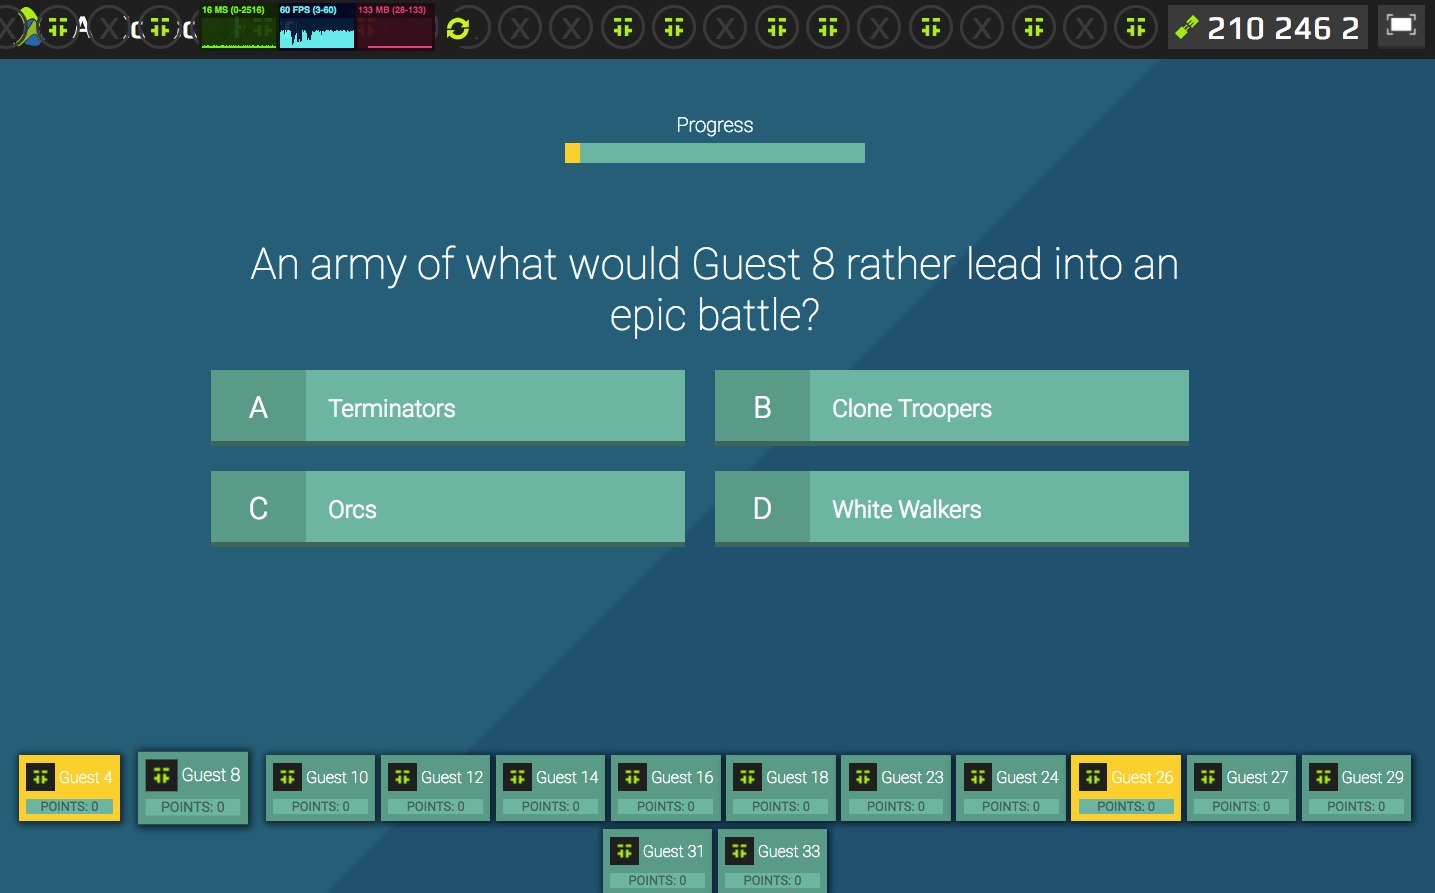 16 MS (0-2516) 60 FPS (3-60) 133 MB (28-133)
210 246 2
Progress
An army of what would Guest 8 rather lead into an
epic battle?
A Terminators
B Clone Troopers
C Orcs
D White Walkers
Guest 4 Guest 8 Guest 10 Guest 12 Guest 14 Guest 16 Guest 18 Guest 23 Guest 24 Guest 26 Guest 27 Guest 29
POINTS: 0 POINTS: 0 POINTS: 0 POINTS: 0 POINTS: 0 POINTS: 0 POINTS: 0 POINTS: 0 POINTS: 0 POINTS: 0 POINTS: 0 POINTS: 0
Guest 31 Guest 33
POINTS: 0 POINTS: 0